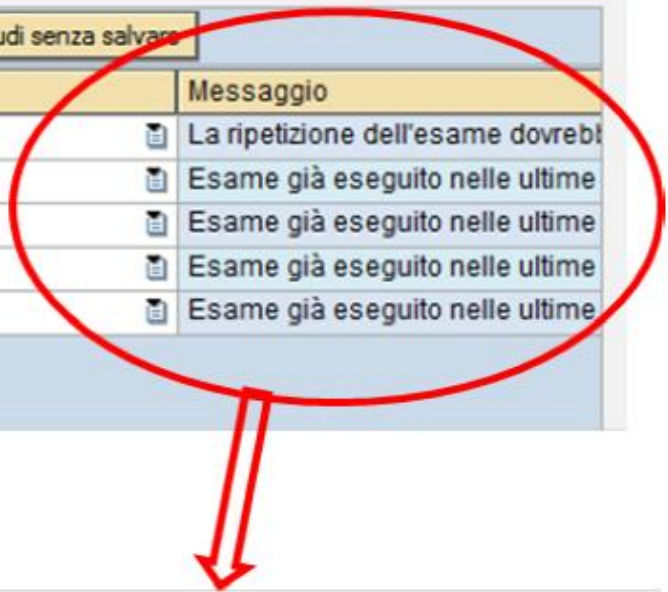 udi senza salvare
Messaggio
La ripetizione dell'esame dovrebb
Esame già eseguito nelle ultime
Esame già eseguito nelle ultime
Esame già eseguito nelle ultime
Esame già eseguito nelle ultime